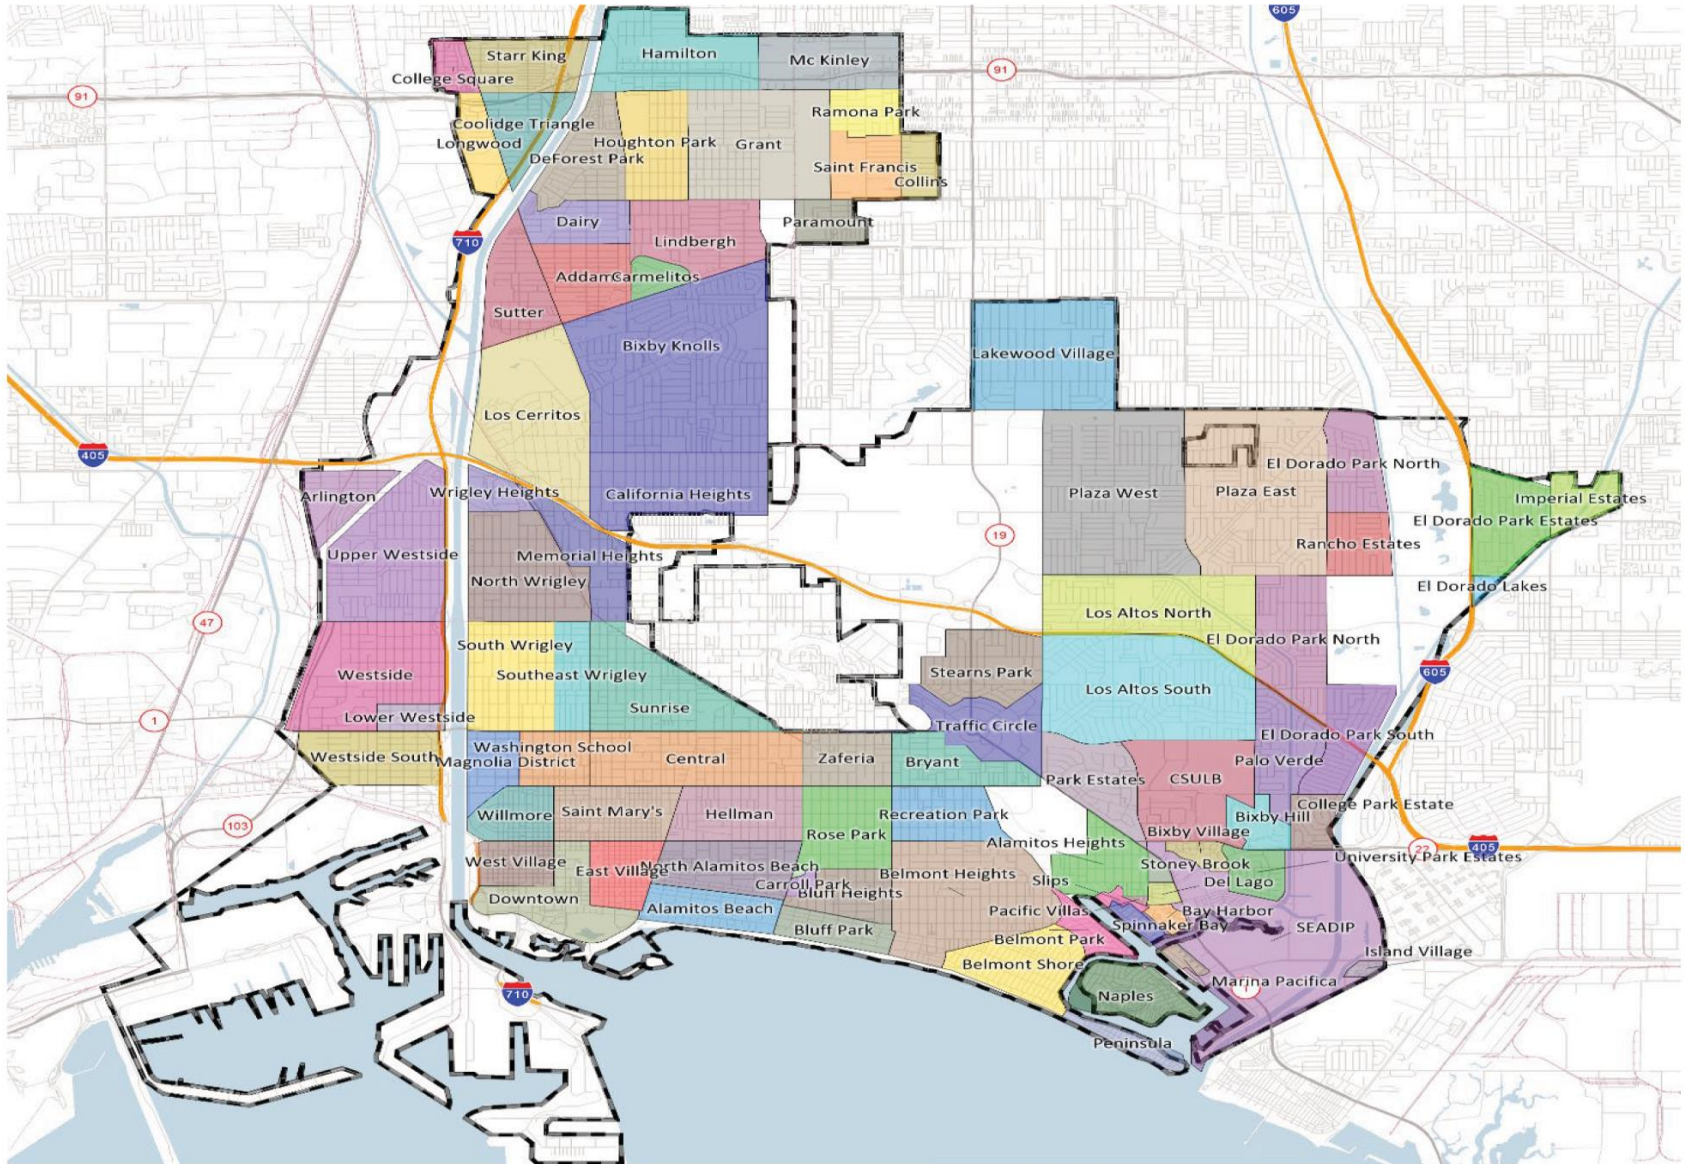 605
Starr King
Hamilton
Mc Kinley
College Square
91
91
Ramona Park
Coolidge Triangle
Longwood
Houghton Park
Grant
DeForest Park
Saint Francis
Collins
Dairy
Paramount
710
Lindbergh
Addams
Carmelitos
Sutter
Bixby Knolls
Lakewood Village
Los Cerritos
405
El Dorado Park North
Arlington
Wrigley Heights
California Heights
Plaza West
Plaza East
Imperial Estates
El Dorado Park Estates
19
Rancho Estates
Upper Westside
Memorial Heights
North Wrigley
El Dorado Lakes
Los Altos North
47
South Wrigley
El Dorado Park North
Westside
Southeast Wrigley
Stearns Park
605
Los Altos South
Sunrise
1
Lower Westside
Traffic Circle
El Dorado Park South
Westside South
Washington School
Magnolia District
Central
Zaferia
Bryant
Palo Verde
Park Estates
CSULB
College Park Estate
Willmore
Saint Mary's
Hellman
Recreation Park
Bixby Hill
103
Rose Park
Bixby Village
Alamitos Heights
22
405
University Park Estates
West Village
East Village
North Alamitos Beach
Belmont Heights
Stoney Brook
Carroll Park
Bluff Heights
Slips
Del Lago
Downtown
Alamitos Beach
Pacific Villas
Bay Harbor
Spinnaker Bay
SEADIP
Bluff Park
Belmont Park
Island Village
Belmont Shore
Marina Pacifica
1
710
Naples
Peninsula